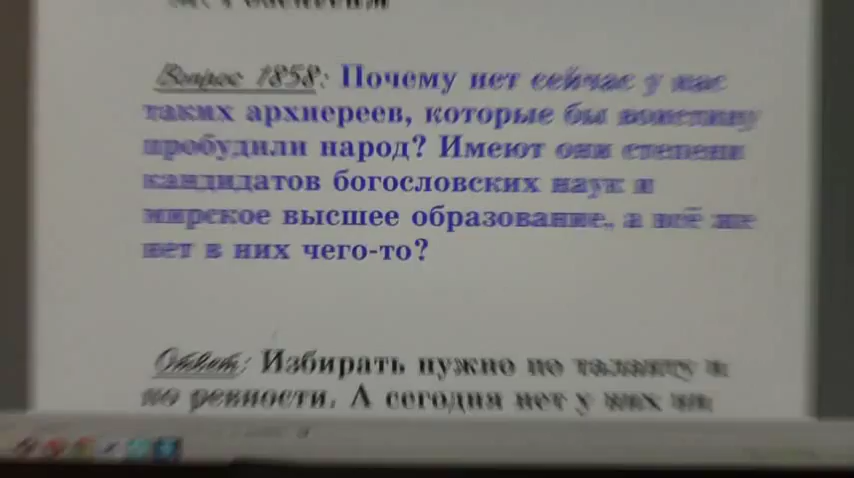 Вопрос 1858: Почему нет сейчас у нас
таких архиереев, которые бы воистину
пробудили народ? Имеют они степени
кандидатов богословских наук и
мирское высшее образование, а всё же
нет в них чего-то?
Ответ: Избирать нужно по таланту и
по ревности. А сегодня нет у них ни